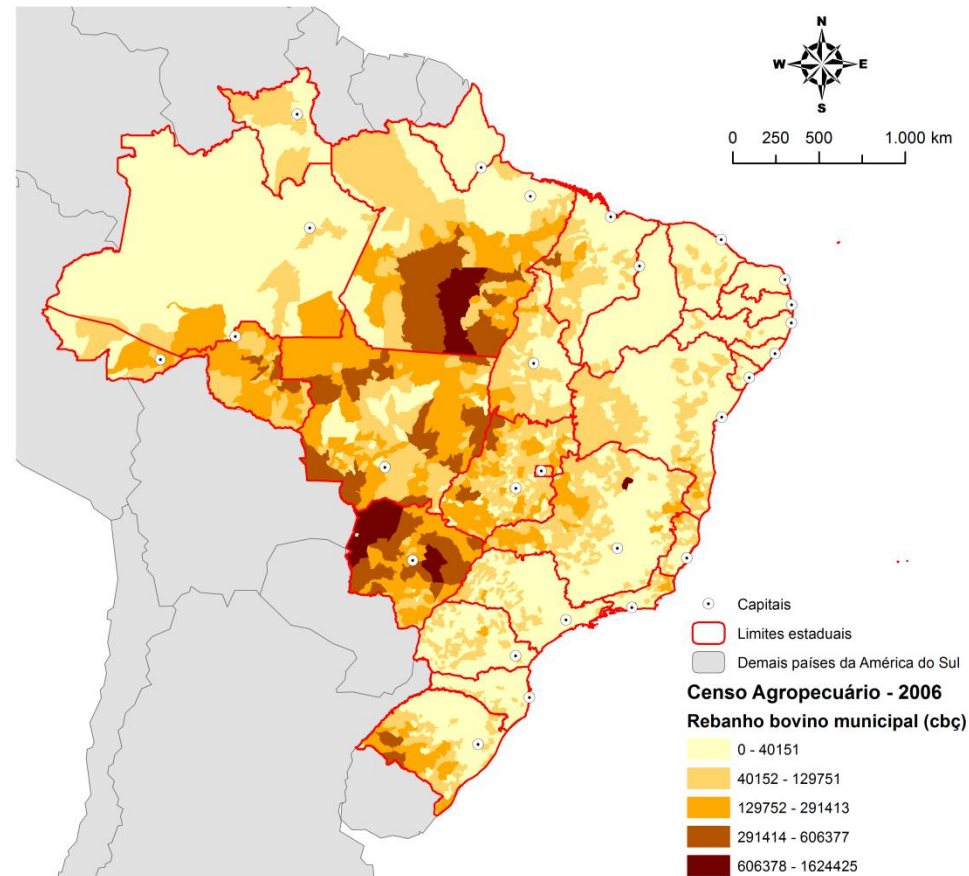 N
W E
S
0 250 500 1.000 km
Capitais
Limites estaduais
Demais países da América do Sul
Censo Agropecuário - 2006
Rebanho bovino municipal (cbç)
0 - 40151
40152 - 129751
129752 - 291413
291414 - 606377
606378 - 1624425